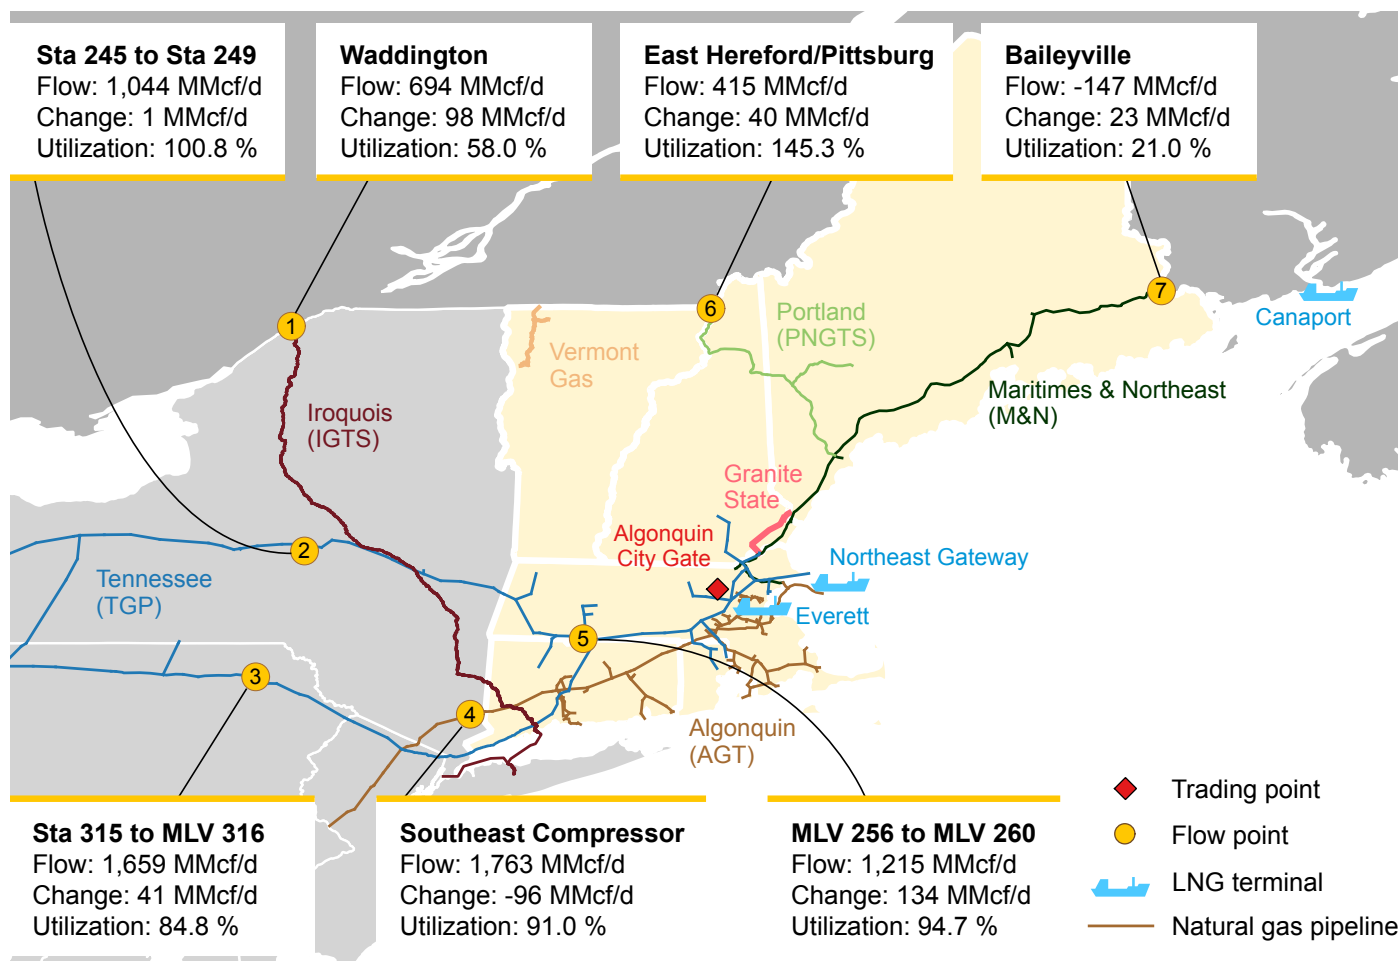 Sta 245 to Sta 249
Flow: 1,044 MMcf/d
Change: 1 MMcf/d
Utilization: 100.8 %
Waddington
Flow: 694 MMcf/d
Change: 98 MMcf/d
Utilization: 58.0 %
East Hereford/Pittsburg
Flow: 415 MMcf/d
Change: 40 MMcf/d
Utilization: 145.3 %
Baileyville
Flow: -147 MMcf/d
Change: 23 MMcf/d
Utilization: 21.0 %
7
6
1
Canaport
Portland
(PNGTS)
Vermont
Gas
Maritimes & Northeast
(M&N)
Iroquois
(IGTS)
Granite
State
Algonquin
City Gate
2
Northeast Gateway
Tennessee
(TGP)
Everett
5
3
4
Algonquin
(AGT)
Sta 315 to MLV 316
Flow: 1,659 MMcf/d
Change: 41 MMcf/d
Utilization: 84.8 %
Southeast Compressor
Flow: 1,763 MMcf/d
Change: -96 MMcf/d
Utilization: 91.0 %
MLV 256 to MLV 260
Flow: 1,215 MMcf/d
Change: 134 MMcf/d
Utilization: 94.7 %
Trading point
Flow point
LNG terminal
Natural gas pipeline